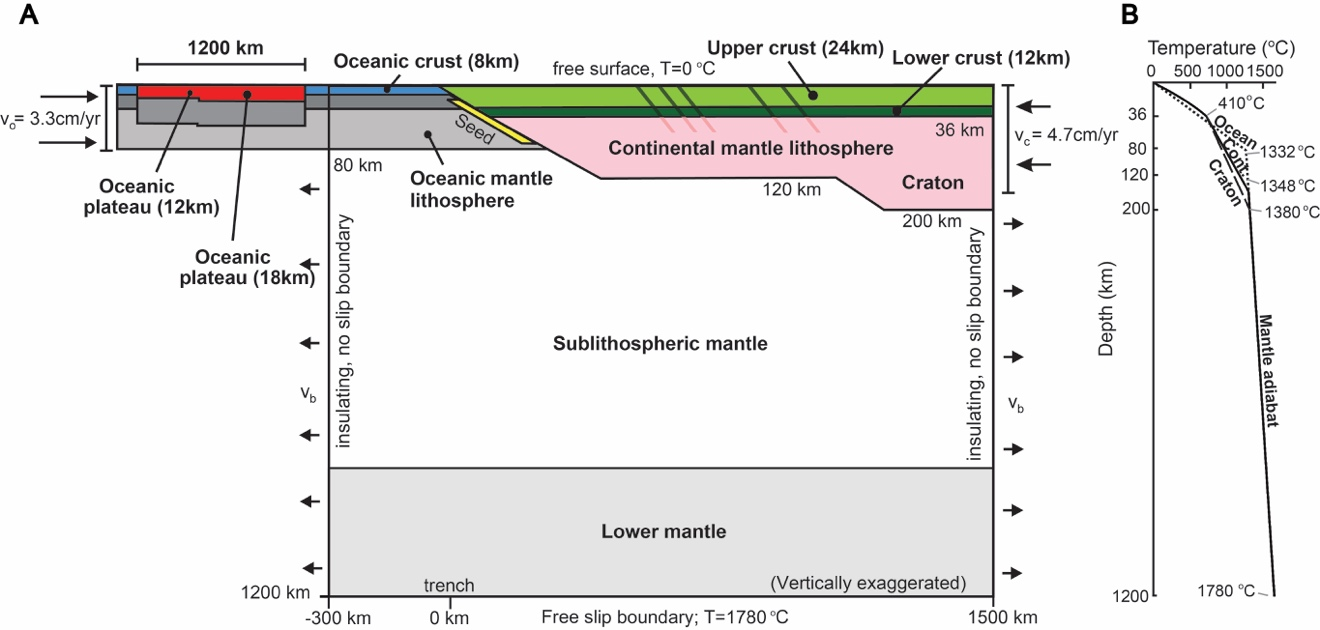 A
1200 km
Oceanic crust (8km)
free surface, T=0 °C
Upper crust (24km)
Lower crust (12km)
vo= 3.3cm/yr
Seed
36 km
vc= 4.7cm/yr
80 km
Continental mantle lithosphere
Oceanic
plateau (12km)
Oceanic mantle
lithosphere
120 km
Craton
200 km
Oceanic
plateau (18km)
insulating, no slip boundary
insulating, no slip boundary
Sublithospheric mantle
vb
vb
Lower mantle
1200 km
trench
(Vertically exaggerated)
-300 km
0 km
Free slip boundary; T=1780 °C
1500 km
B
Temperature (°C)
0
500
1000
1500
36
80
120
200
1200
Depth (km)
410°C
Ocean
Cont.
Craton
1332 °C
1348 °C
1380 °C
Mantle adiabat
1780 °C